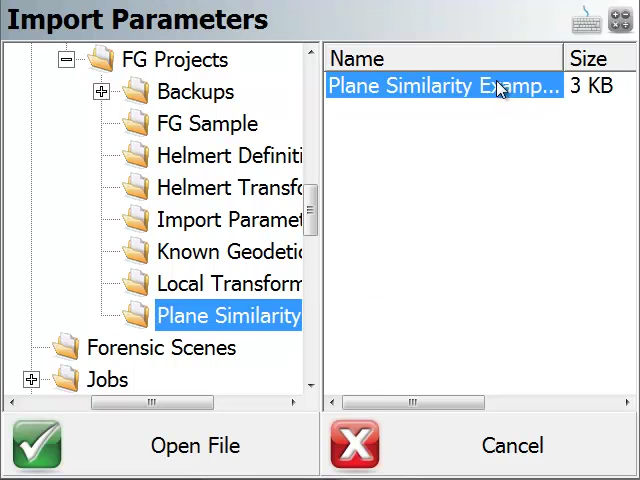 Import Parameters
FG Projects
Backups
FG Sample
Helmert Definiti
Helmert Transfo
Import Paramet
Known Geodetic
Local Transform
Plane Similarity
Forensic Scenes
Jobs
Name Size
Plane Similarity Examp... 3 KB
Open File
Cancel